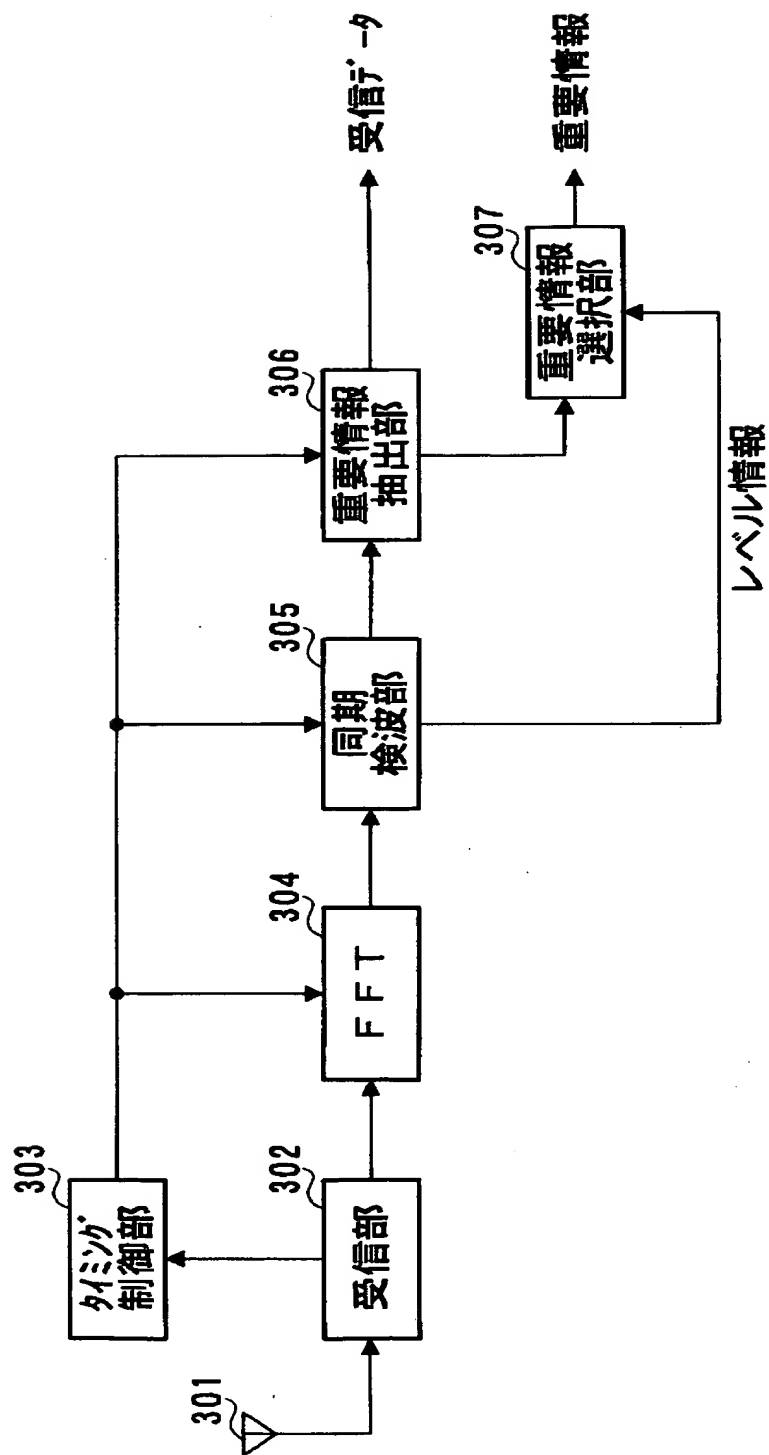 301
302
受信部
303
タイミング
制御部
304
FFT
305
同期
検波部
306
重要情報
抽出部
307
重要情報
選択部
受信データ
重要情報
レベル情報